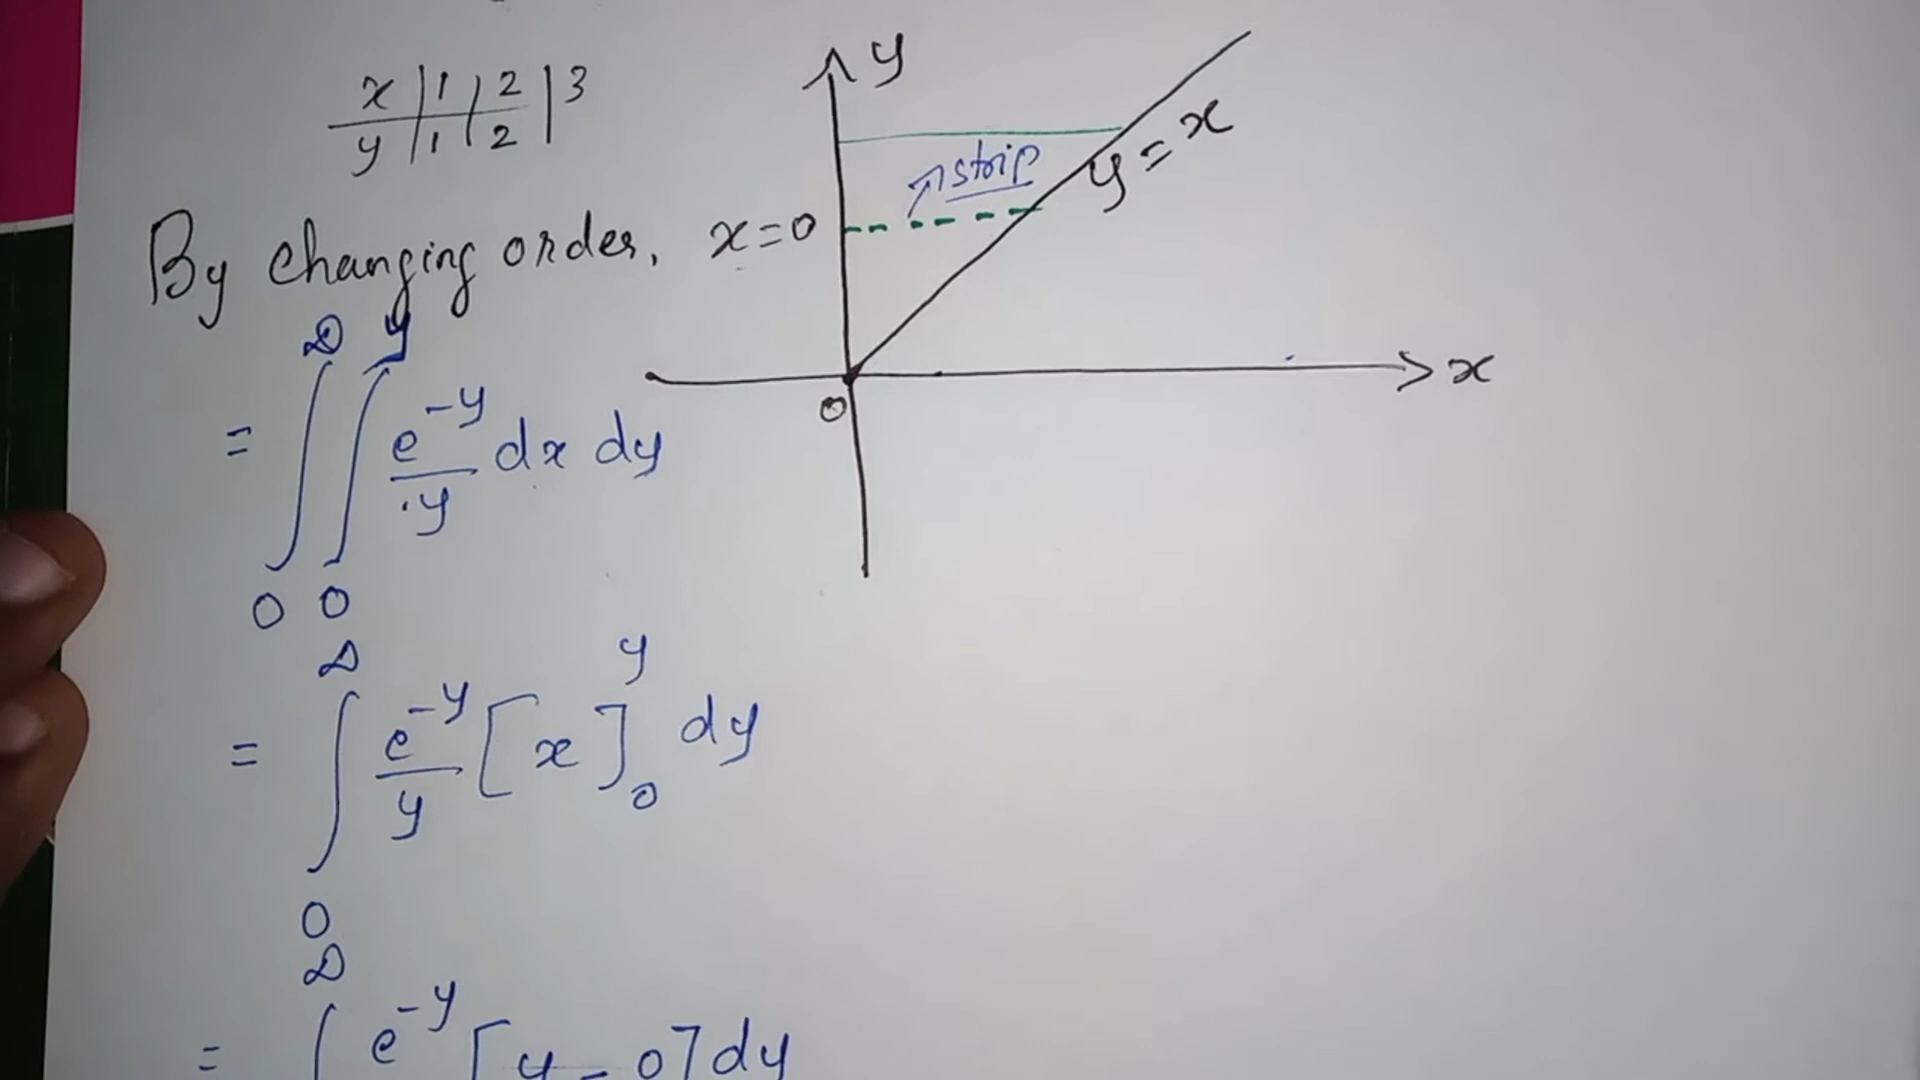 x | 1 | 2 | 3
y | 1 | 2 |
y
y = x
strip
By changing order, x=0
x
0
= ∫₀^∞ ∫₀^y e^{-y}/y dx dy
= ∫₀^∞ e^{-y}/y [x]₀^y dy
= ∫^∞ e^{-y} [y - 0] dy